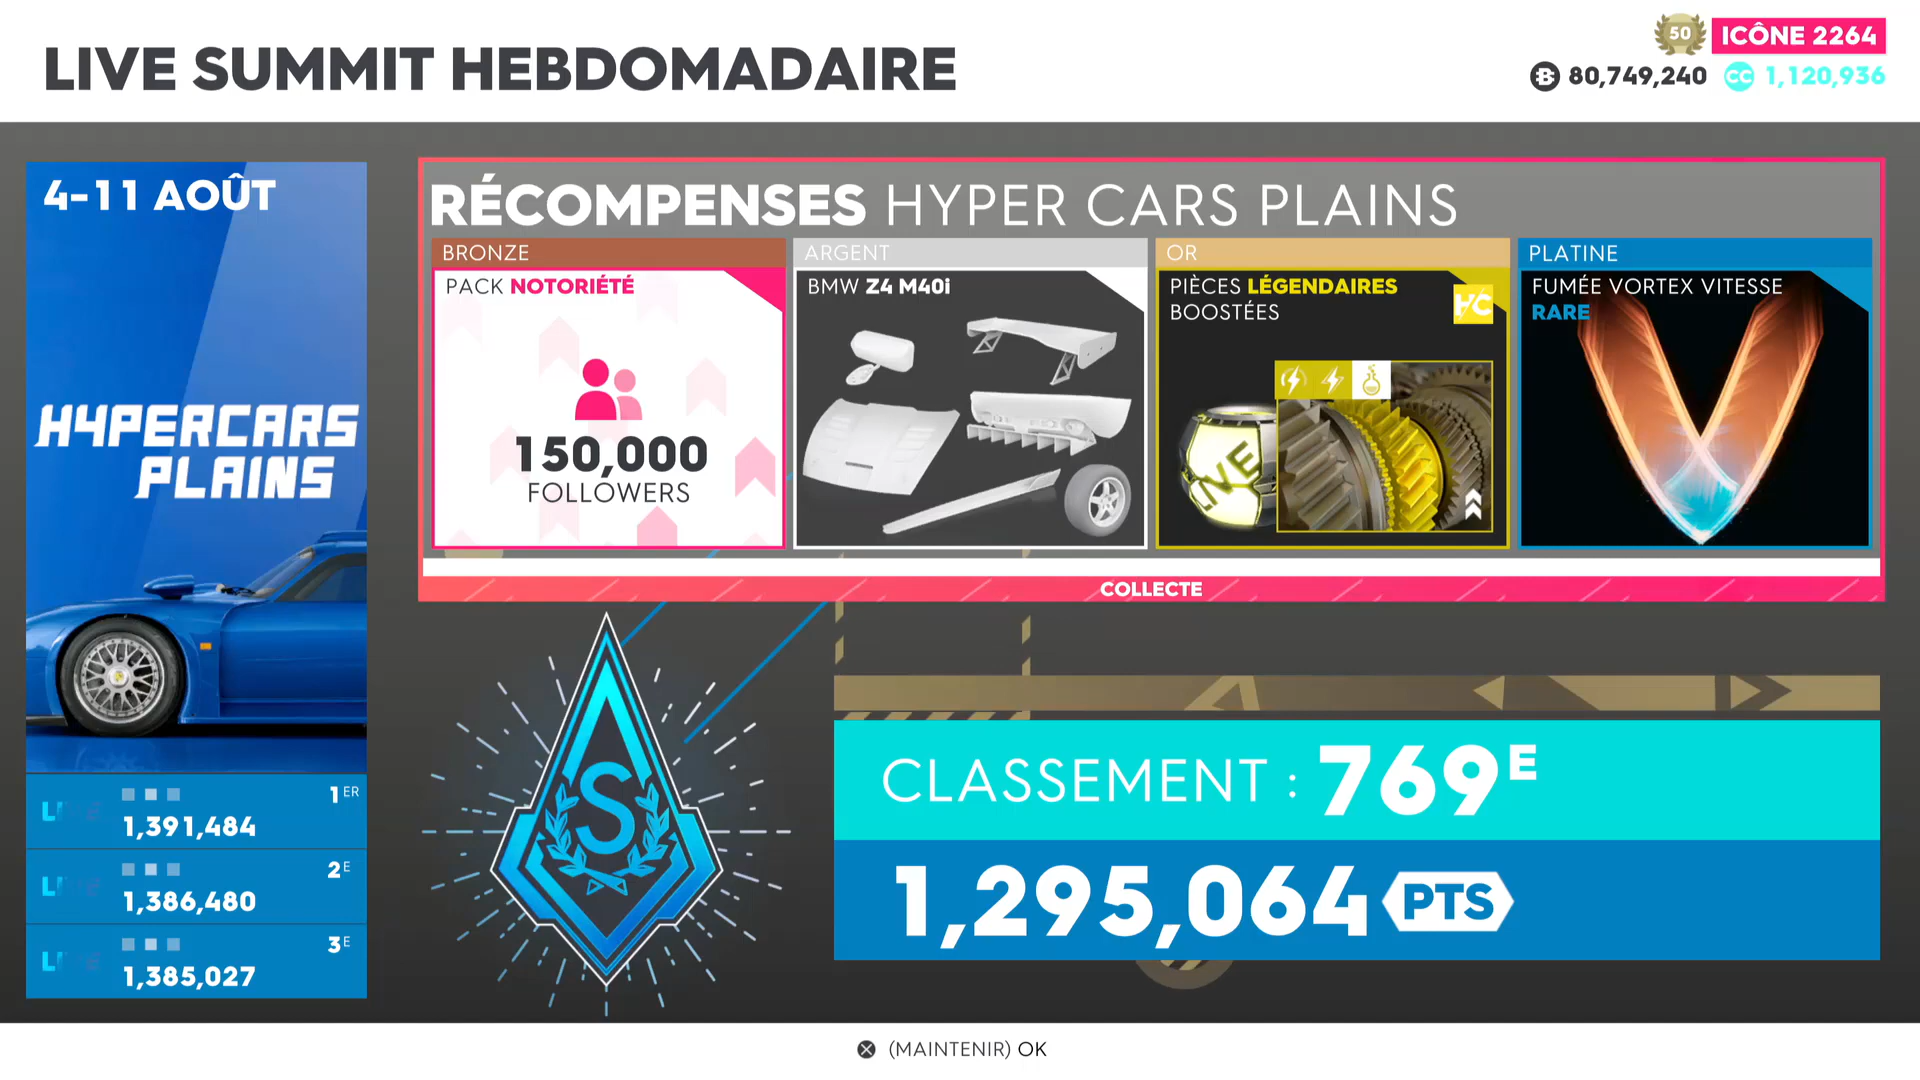 LIVE SUMMIT HEBDOMADAIRE
50 ICÔNE 2264
80,749,240 CC 1,120,936
4-11 AOÛT
HYPERCARS
PLAINS
1ER
1,391,484
2E
1,386,480
3E
1,385,027
RÉCOMPENSES HYPER CARS PLAINS
BRONZE
PACK NOTORIÉTÉ
150,000
FOLLOWERS
ARGENT
BMW Z4 M40i
OR
PIÈCES LÉGENDAIRES
BOOSTÉES
H/C
LIVE
PLATINE
FUMÉE VORTEX VITESSE
RARE
COLLECTE
S
CLASSEMENT : 769E
1,295,064 PTS
(MAINTENIR) OK